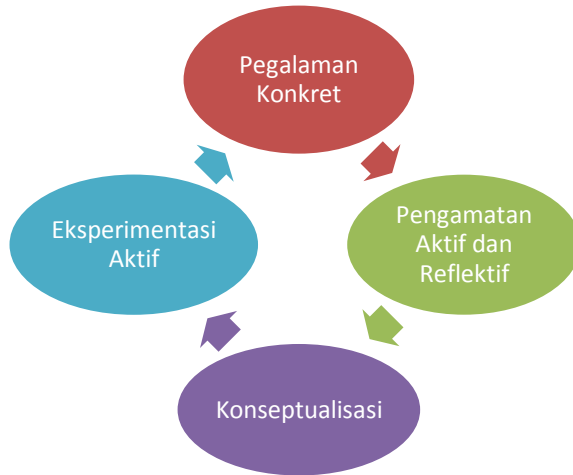 Pegalaman
Konkret
Pengamatan
Aktif dan
Reflektif
Konseptualisasi
Eksperimentasi
Aktif